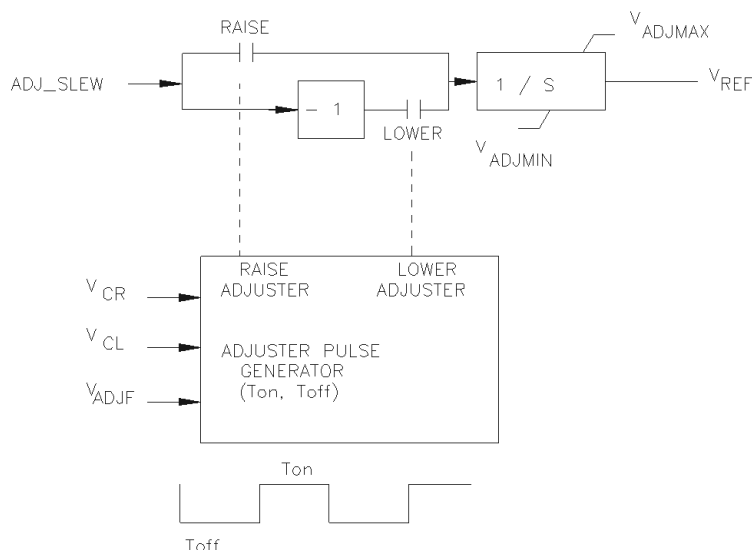 RAISE
V ADJMAX
ADJ_SLEW
1 / S
V REF
- 1
LOWER
V ADJMIN
RAISE ADJUSTER
LOWER ADJUSTER
V CR
V CL
V ADJF
ADJUSTER PULSE
GENERATOR
(Ton, Toff)
Ton
Toff